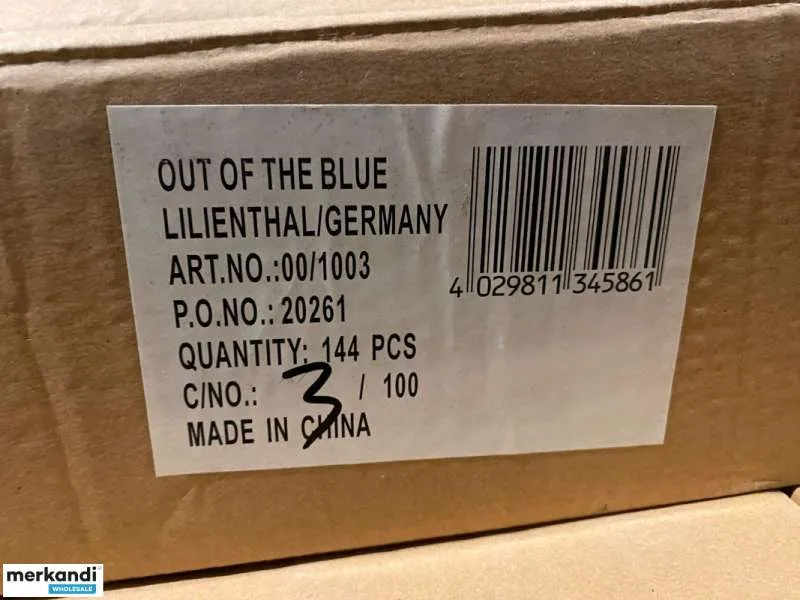 OUT OF THE BLUE
LILIENTHAL/GERMANY
ART.NO.:00/1003
P.O.NO.: 20261
QUANTITY: 144 PCS
C/NO.: 3 / 100
MADE IN CHINA
4 029811 345861
merkandi
WHOLESALE